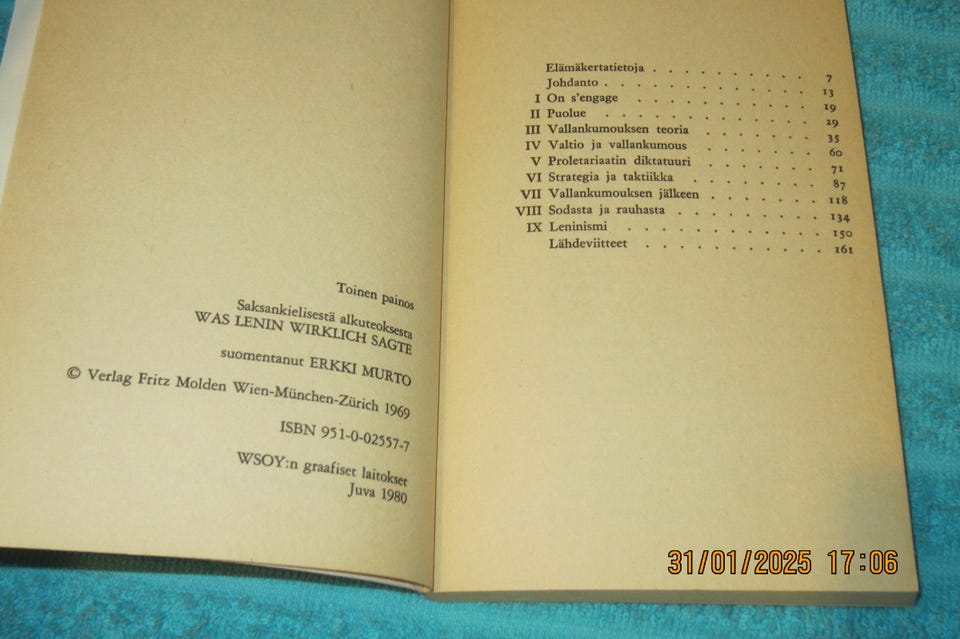 Toinen painos
Saksankielisestä alkuteoksesta
WAS LENIN WIRKLICH SAGTE
suomentanut ERKKI MURTO
© Verlag Fritz Molden Wien-München-Zürich 1969
ISBN 951-0-02557-7
WSOY:n graafiset laitokset
Juva 1980
Elämäkertatietoja . . . . . . . . . . 7
Johdanto . . . . . . . . . . . . 13
I On s'engage . . . . . . . . . . . 19
II Puolue . . . . . . . . . . . . 29
III Vallankumouksen teoria . . . . . . . . 35
IV Valtio ja vallankumous . . . . . . . . 60
V Proletariaatin diktatuuri . . . . . . . 71
VI Strategia ja taktiikka . . . . . . . . 87
VII Vallankumouksen jälkeen . . . . . . . 118
VIII Sodasta ja rauhasta . . . . . . . . . 134
IX Leninismi . . . . . . . . . . . 150
Lähdeviitteet . . . . . . . . . . 161
31/01/2025 17:06